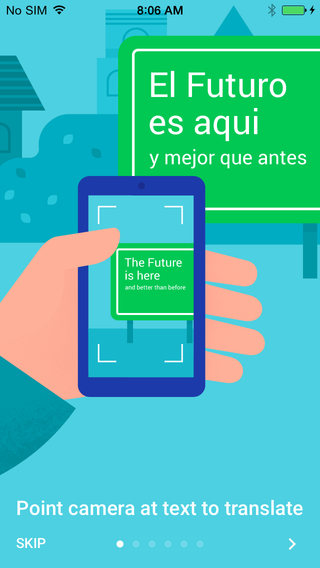 No SIM 8:06 AM
El Futuro
es aqui
y mejor que antes
The Future
is here
and better than before
Point camera at text to translate
SKIP